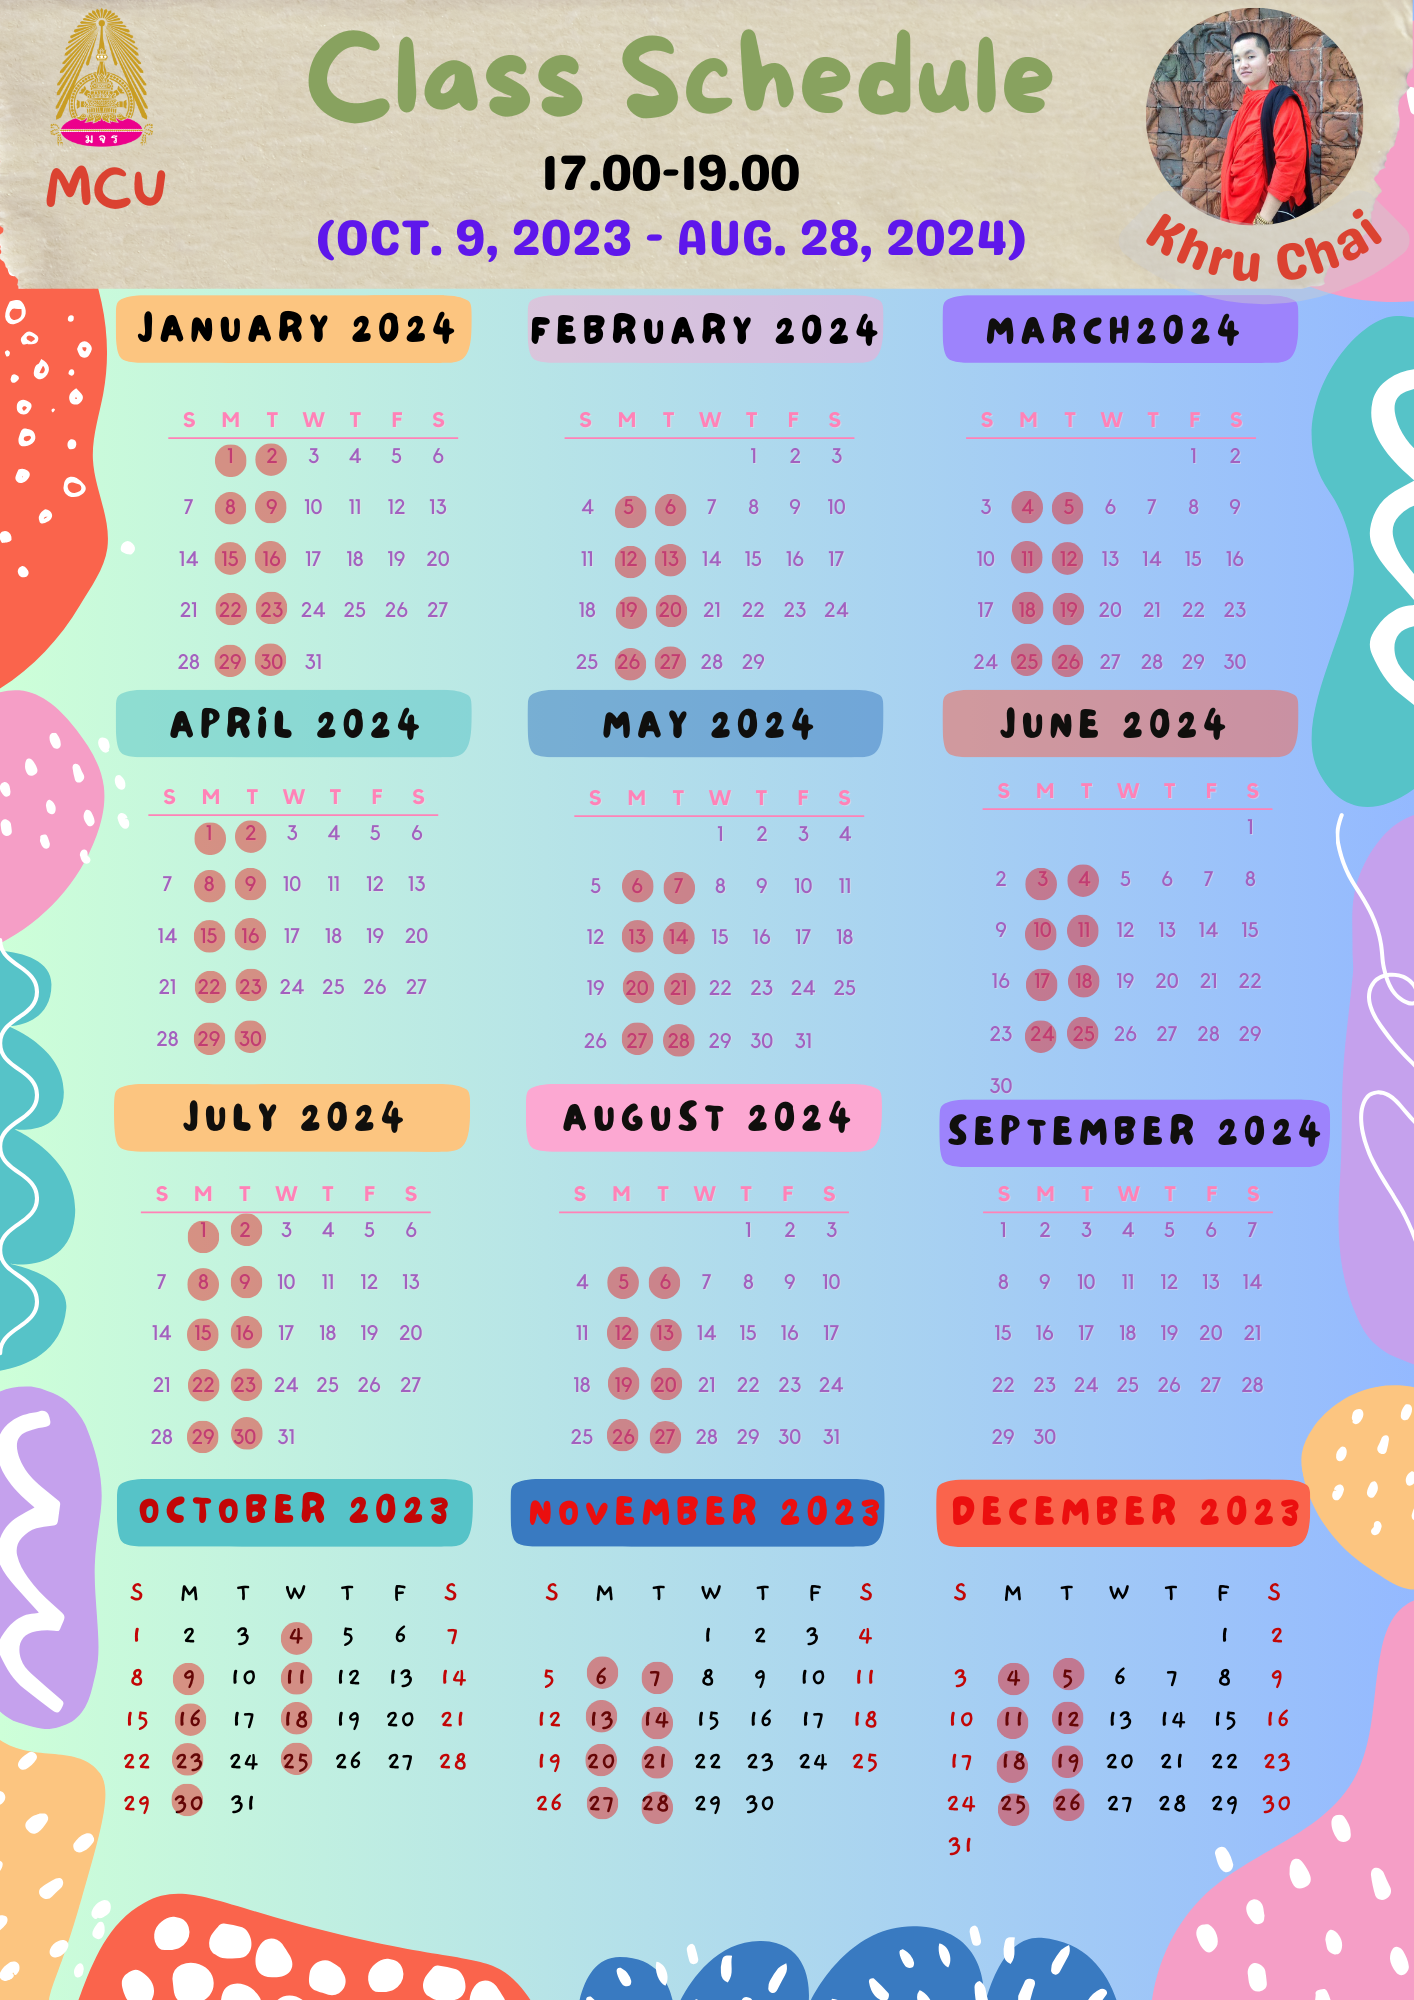 Class Schedule
มจร
MCU
17.00-19.00
(OCT. 9, 2023 - AUG. 28, 2024)
Khru Chai
JANUARY 2024
S M T W T F S
1 2 3 4 5 6
7 8 9 10 11 12 13
14 15 16 17 18 19 20
21 22 23 24 25 26 27
28 29 30 31
FEBRUARY 2024
S M T W T F S
1 2 3
4 5 6 7 8 9 10
11 12 13 14 15 16 17
18 19 20 21 22 23 24
25 26 27 28 29
MARCH2024
S M T W T F S
1 2
3 4 5 6 7 8 9
10 11 12 13 14 15 16
17 18 19 20 21 22 23
24 25 26 27 28 29 30
APRIL 2024
S M T W T F S
1 2 3 4 5 6
7 8 9 10 11 12 13
14 15 16 17 18 19 20
21 22 23 24 25 26 27
28 29 30
MAY 2024
S M T W T F S
1 2 3 4
5 6 7 8 9 10 11
12 13 14 15 16 17 18
19 20 21 22 23 24 25
26 27 28 29 30 31
JUNE 2024
S M T W T F S
1
2 3 4 5 6 7 8
9 10 11 12 13 14 15
16 17 18 19 20 21 22
23 24 25 26 27 28 29
30
JULY 2024
S M T W T F S
1 2 3 4 5 6
7 8 9 10 11 12 13
14 15 16 17 18 19 20
21 22 23 24 25 26 27
28 29 30 31
AUGUST 2024
S M T W T F S
1 2 3
4 5 6 7 8 9 10
11 12 13 14 15 16 17
18 19 20 21 22 23 24
25 26 27 28 29 30 31
SEPTEMBER 2024
S M T W T F S
1 2 3 4 5 6 7
8 9 10 11 12 13 14
15 16 17 18 19 20 21
22 23 24 25 26 27 28
29 30
OCTOBER 2023
S M T W T F S
1 2 3 4 5 6 7
8 9 10 11 12 13 14
15 16 17 18 19 20 21
22 23 24 25 26 27 28
29 30 31
NOVEMBER 2023
S M T W T F S
1 2 3 4
5 6 7 8 9 10 11
12 13 14 15 16 17 18
19 20 21 22 23 24 25
26 27 28 29 30
DECEMBER 2023
S M T W T F S
1 2
3 4 5 6 7 8 9
10 11 12 13 14 15 16
17 18 19 20 21 22 23
24 25 26 27 28 29 30
31